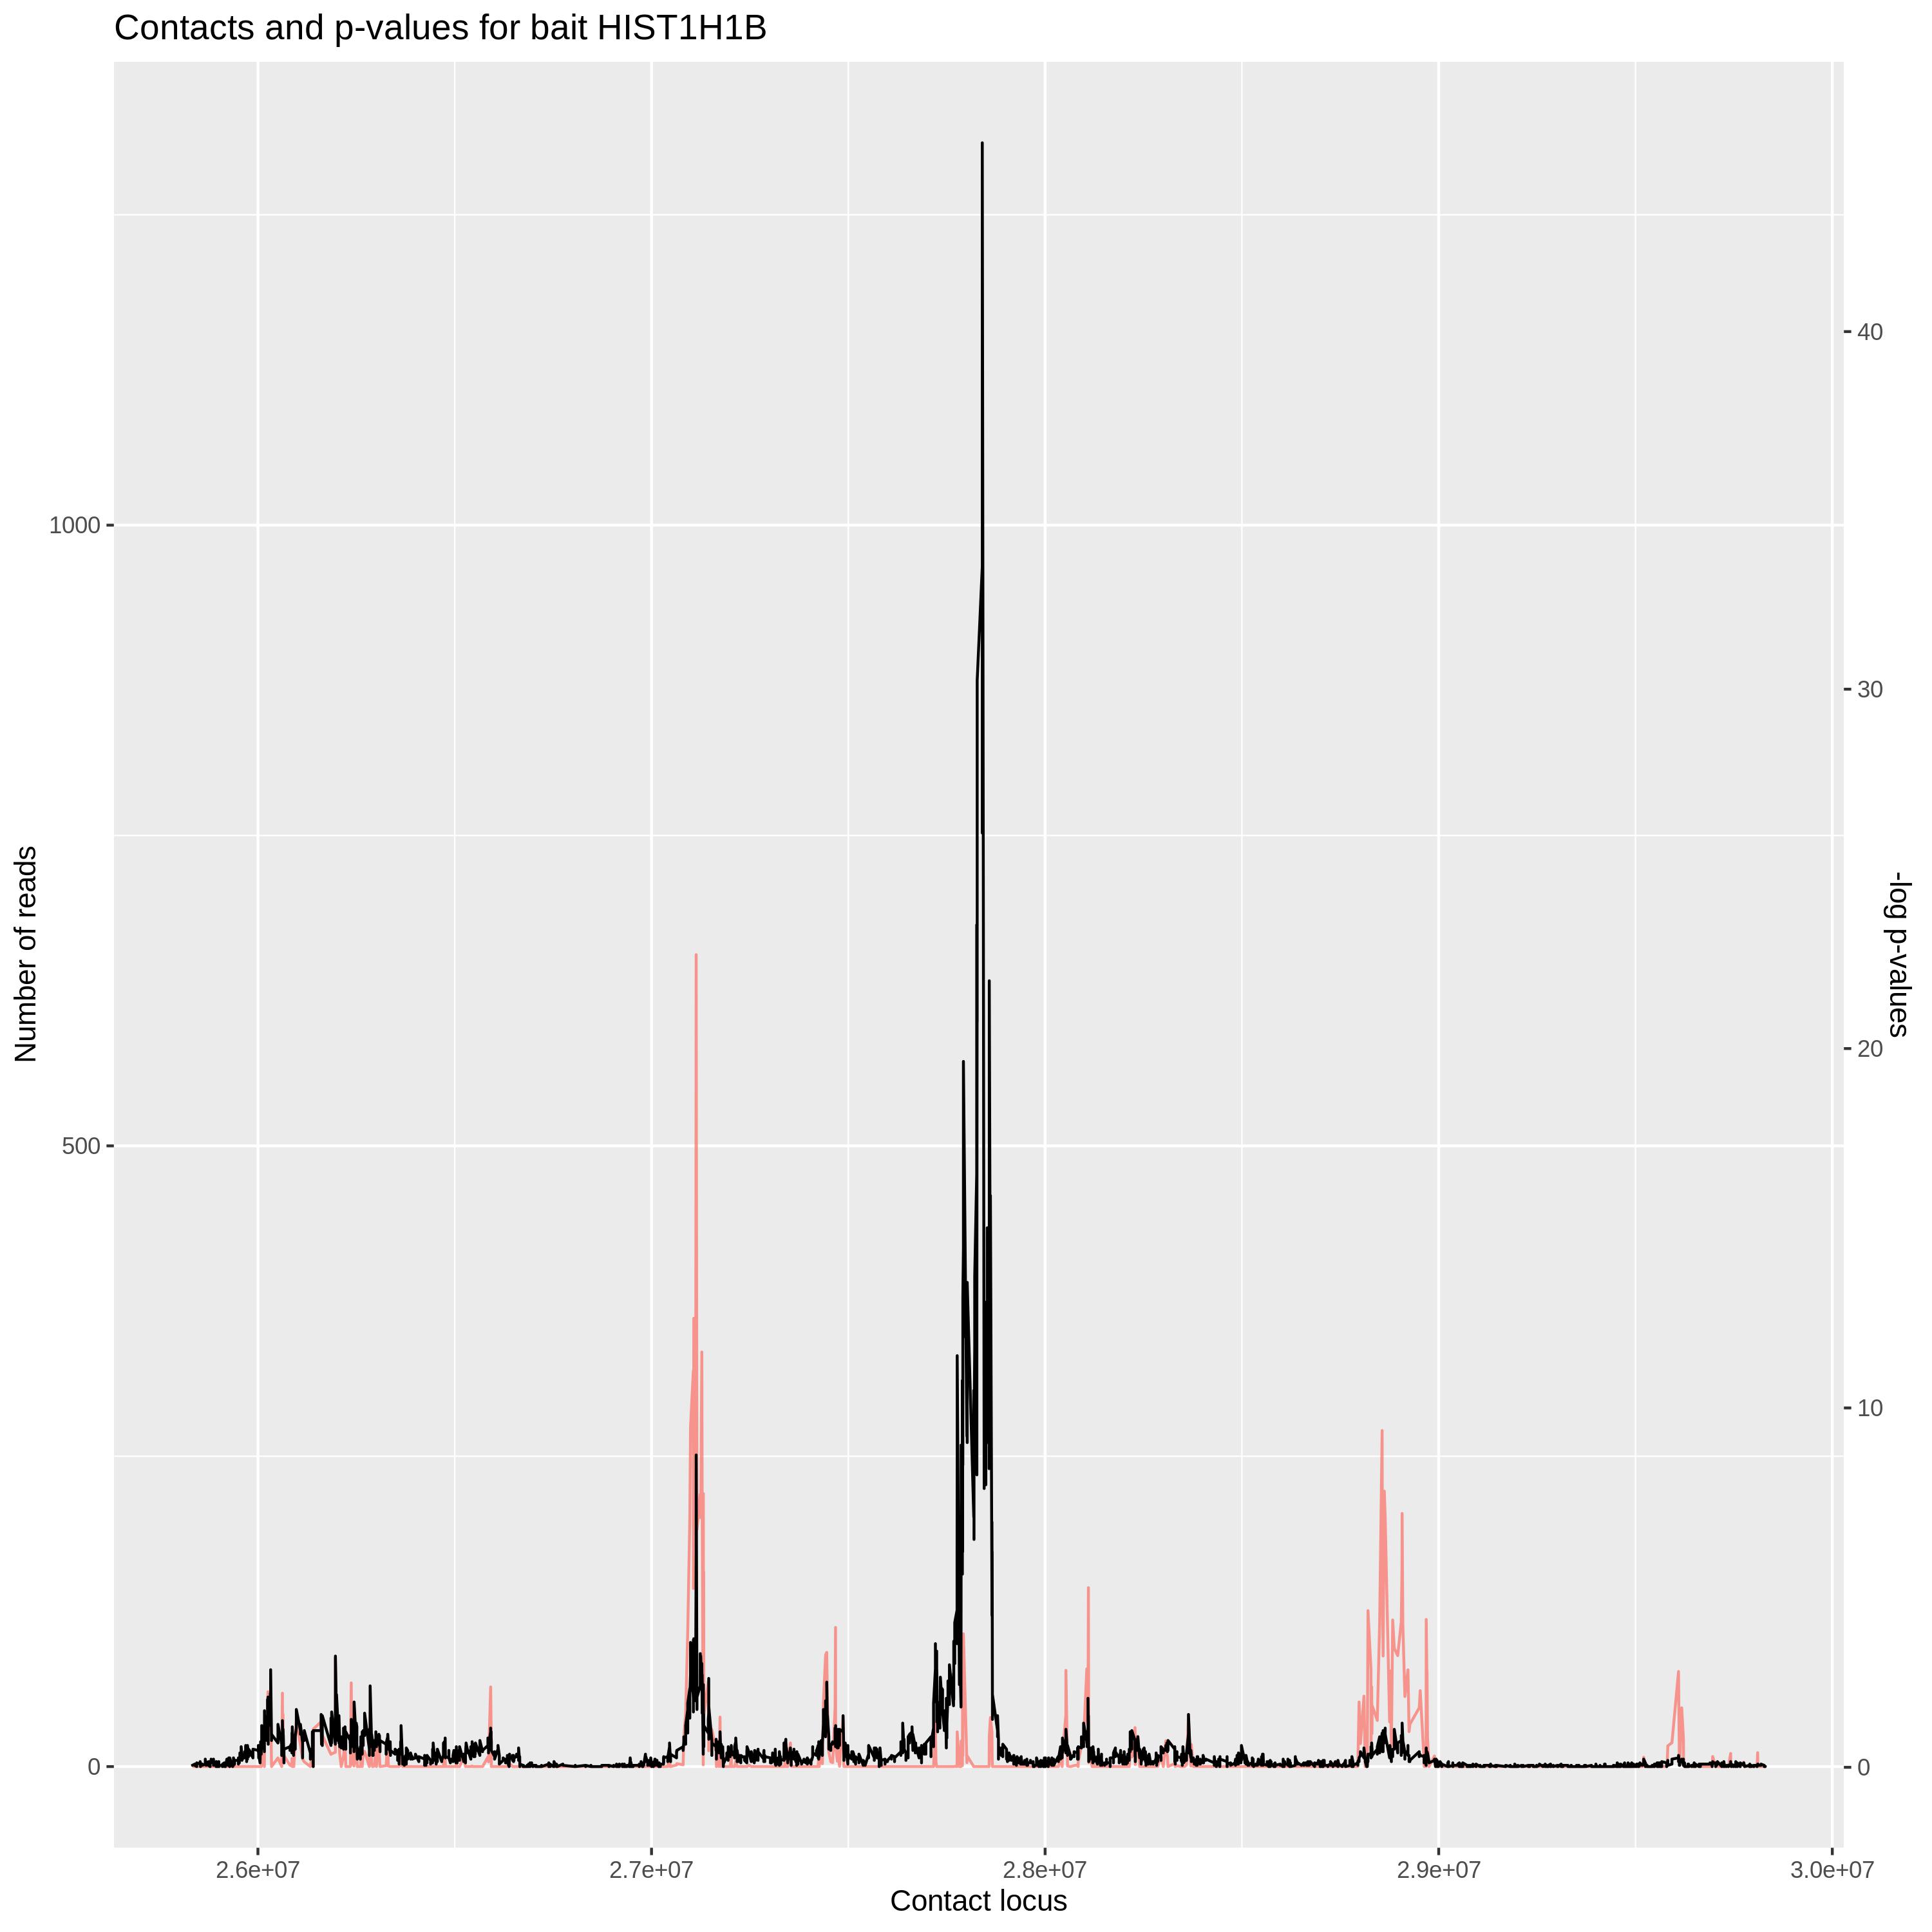 Contacts and p-values for bait HIST1H1B
Number of reads
1000
500
0
40
30
20
10
0
-log p-values
2.6e+07
2.7e+07
2.8e+07
2.9e+07
3.0e+07
Contact locus